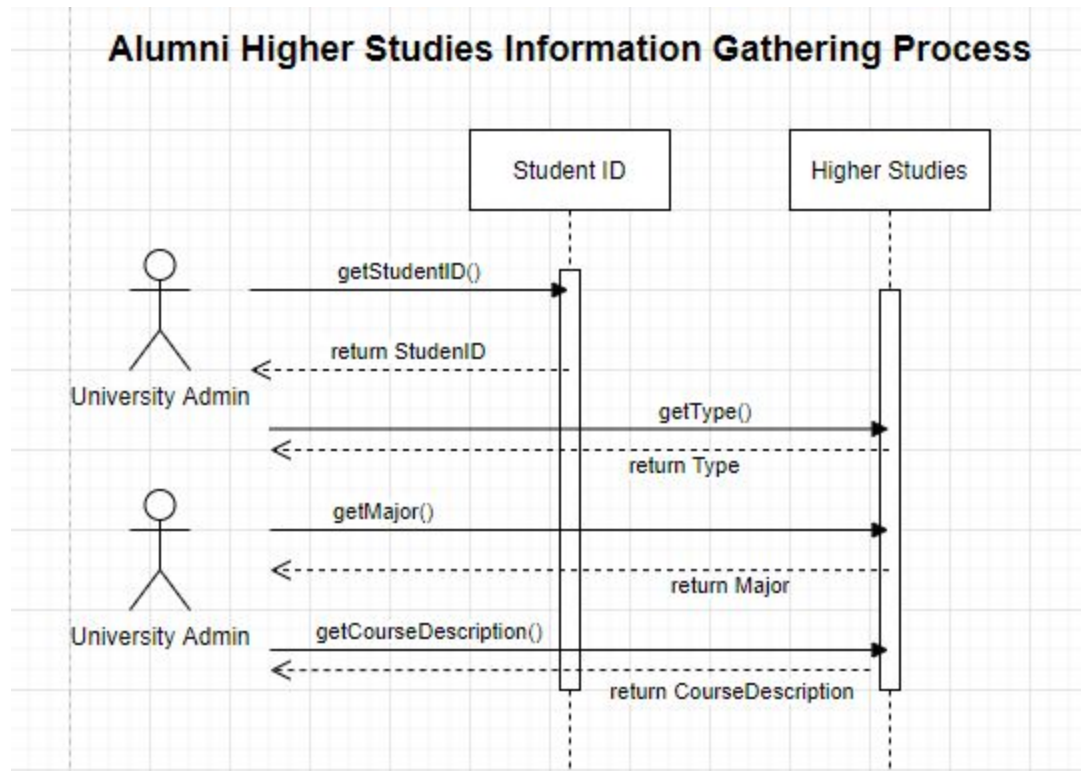 Alumni Higher Studies Information Gathering Process
Student ID
Higher Studies
getStudentID()
return StudenID
University Admin
getType()
return Type
getMajor()
return Major
University Admin
getCourseDescription()
return CourseDescription